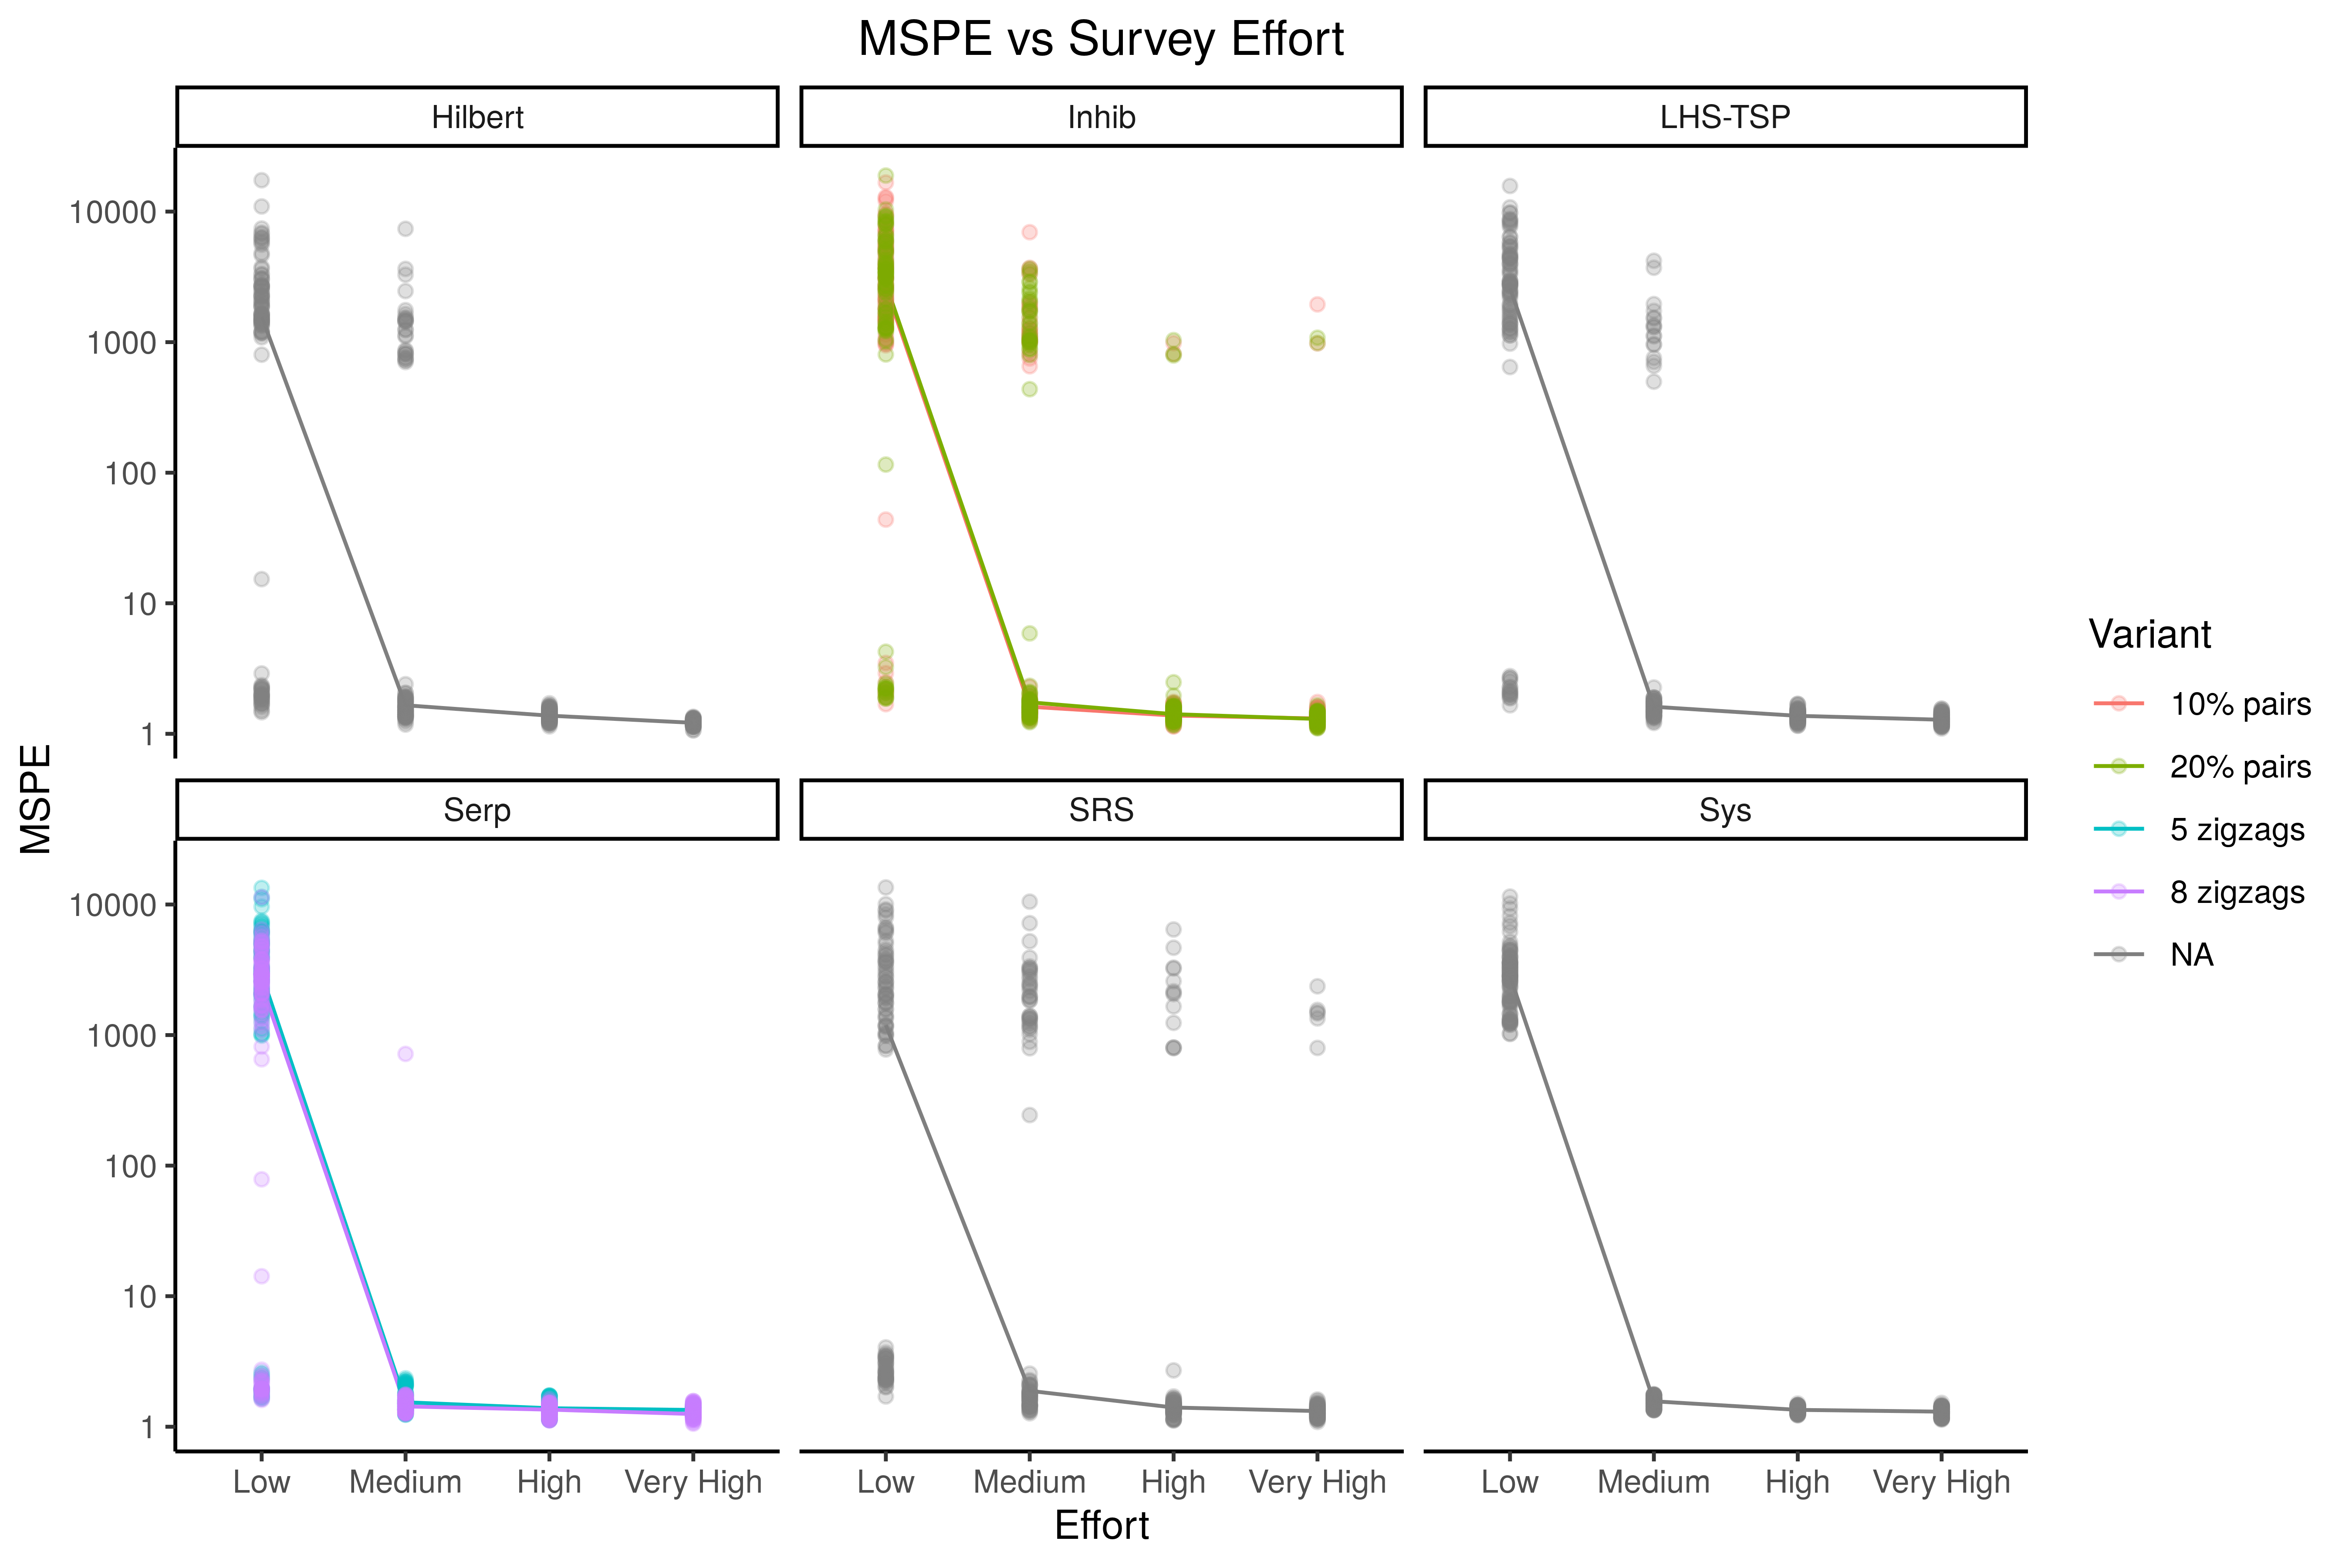 MSPE vs Survey Effort
Hilbert
Inhib
LHS-TSP
10000
1000
100
10
1
Serp
SRS
Sys
10000
1000
100
10
1
Low
Medium
High
Very High
Low
Medium
High
Very High
Low
Medium
High
Very High
Effort
MSPE
Variant
10% pairs
20% pairs
5 zigzags
8 zigzags
NA